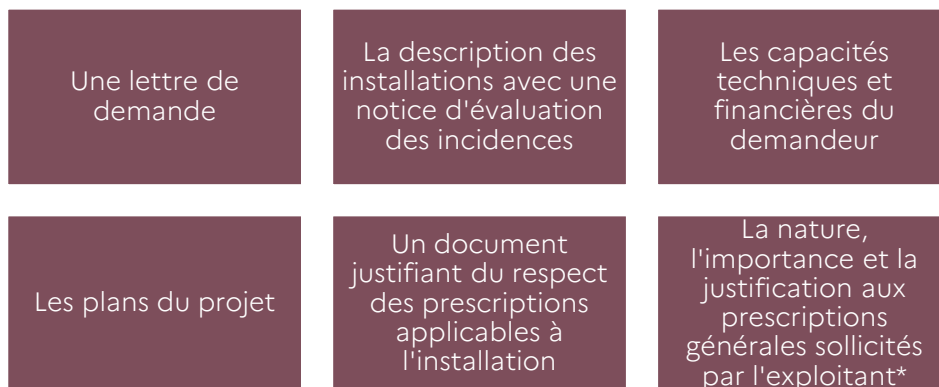 Une lettre de
demande
La description des
installations avec une
notice d'évaluation
des incidences
Les capacités
techniques et
financières du
demandeur
Les plans du projet
Un document
justifiant du respect
des prescriptions
applicables à
l'installation
La nature,
l'importance et la
justification aux
prescriptions
générales sollicités
par l'exploitant*